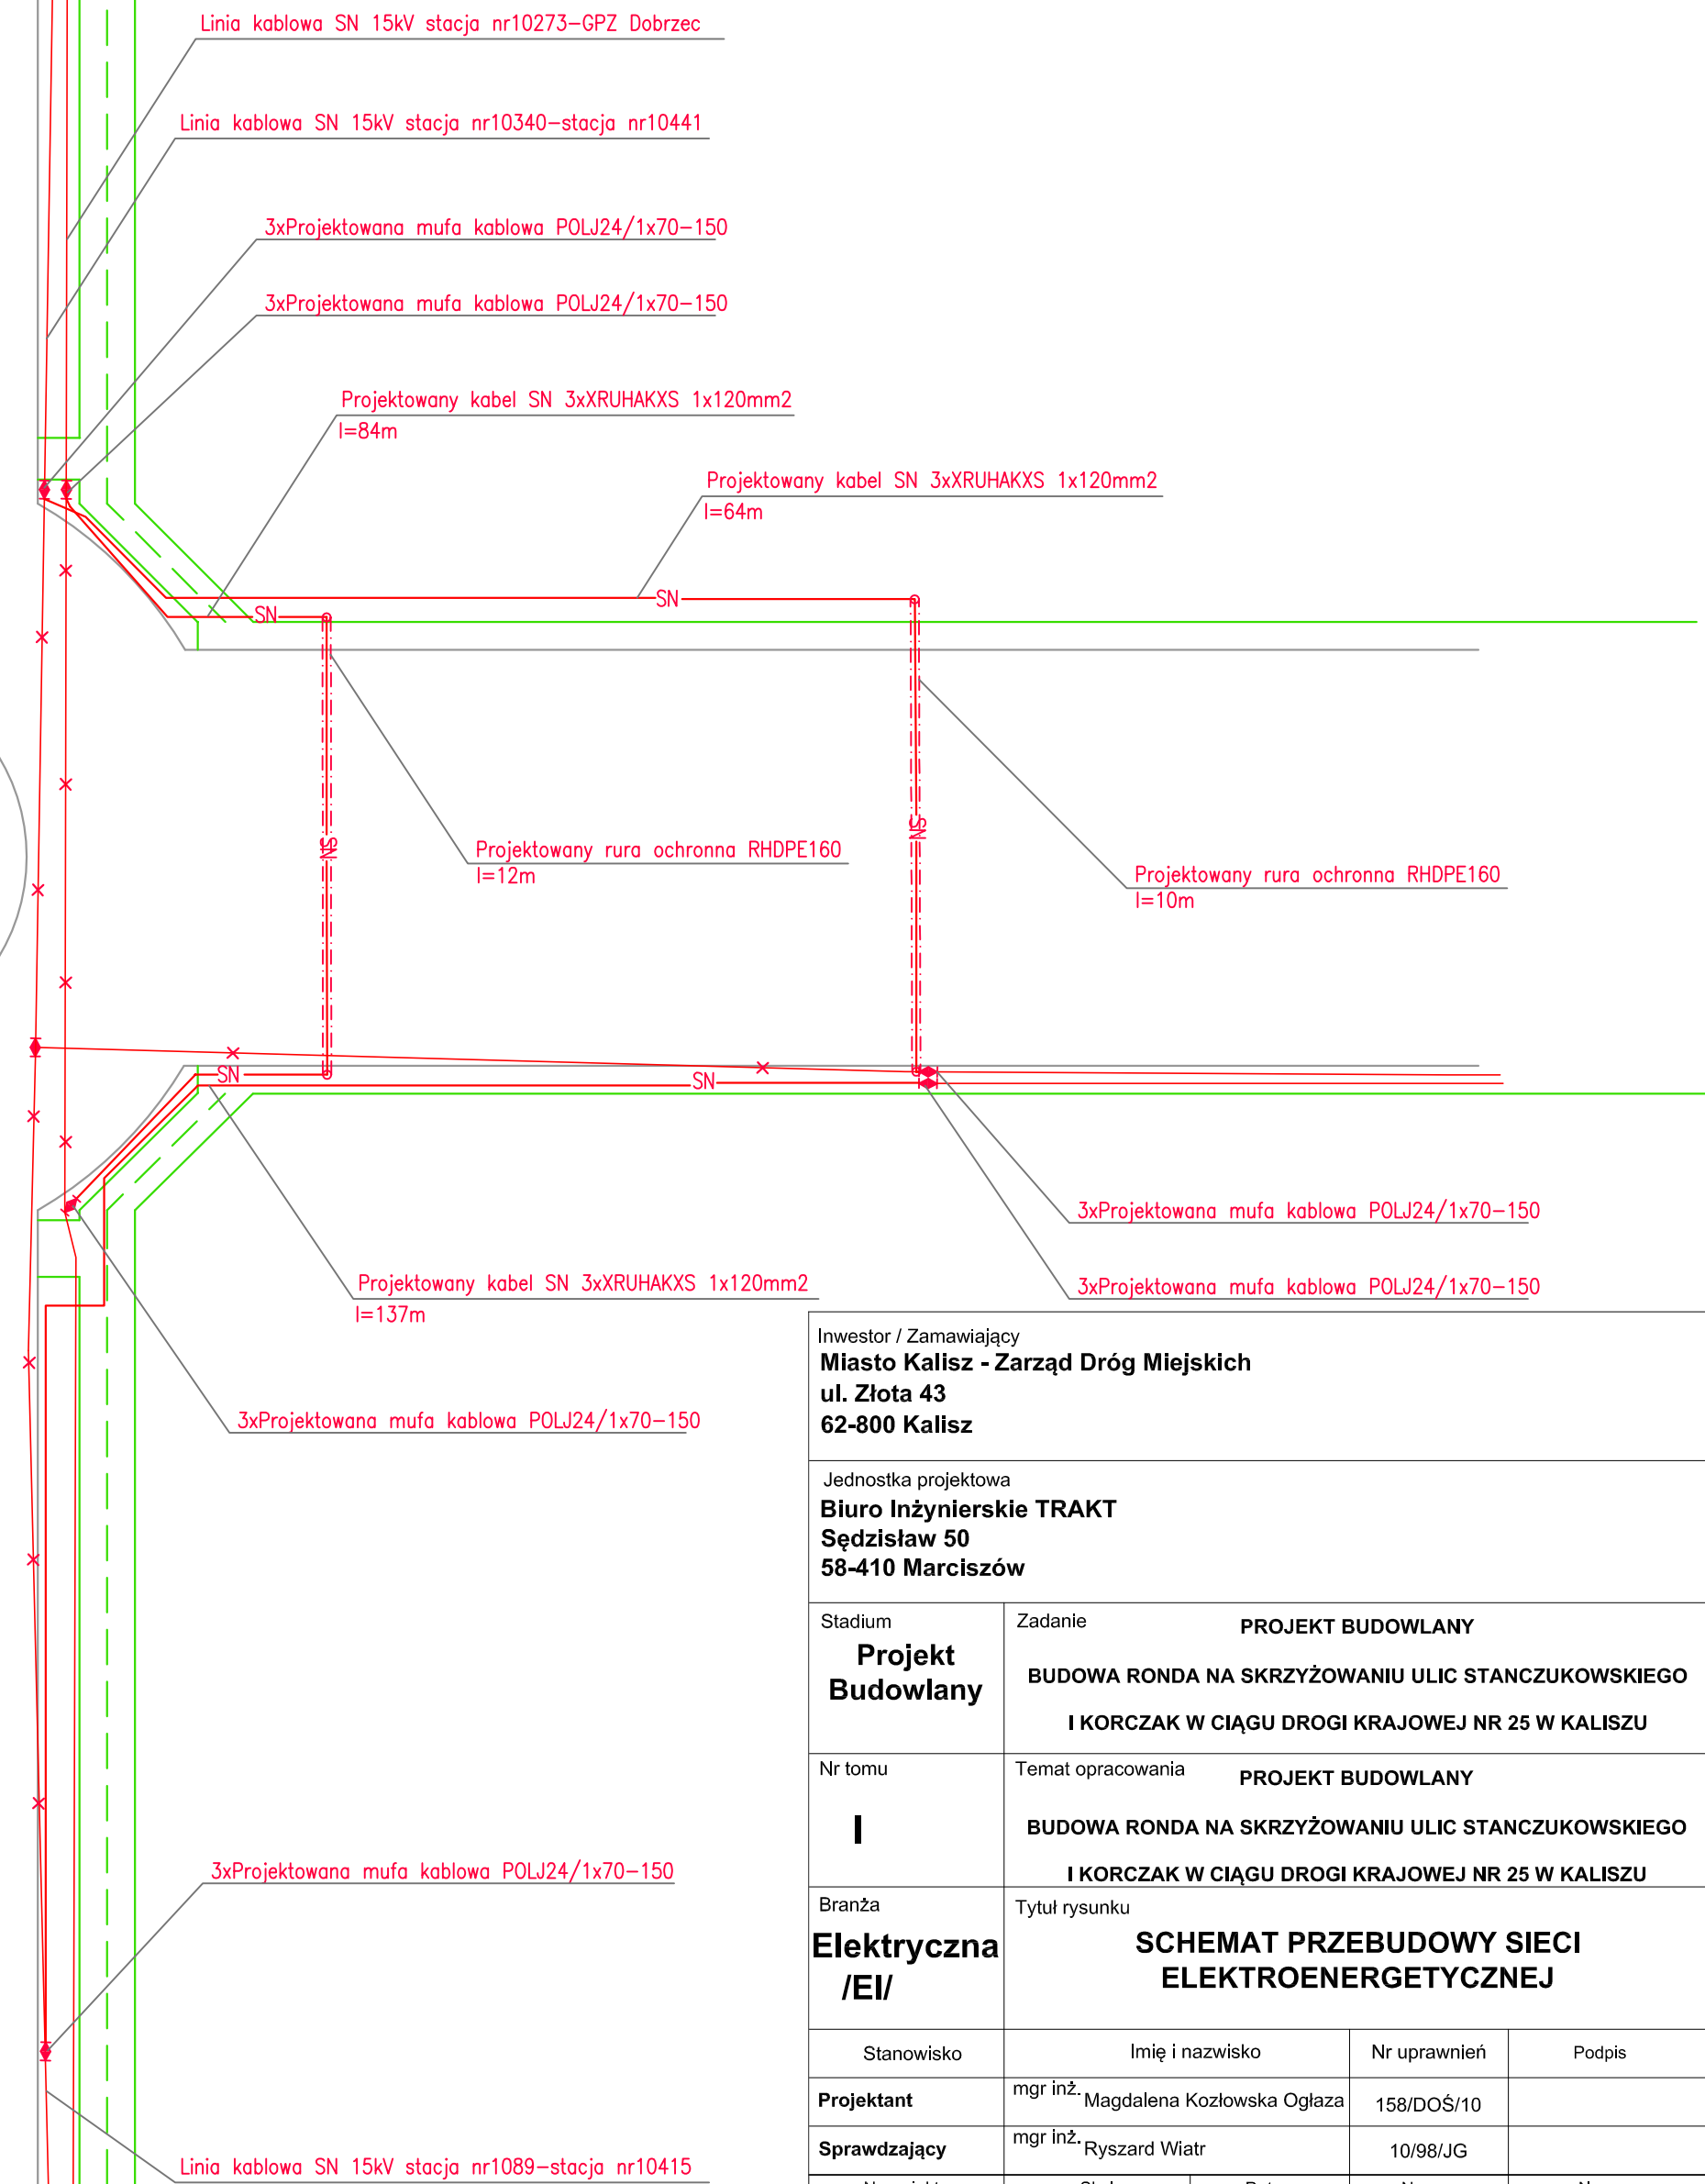 Linia kablowa SN 15kV stacja nr10273-GPZ Dobrzec
Linia kablowa SN 15kV stacja nr10340-stacja nr10441
3xProjektowana mufa kablowa POLJ24/1x70-150
3xProjektowana mufa kablowa POLJ24/1x70-150
Projektowany kabel SN 3xXRUHAKXS 1x120mm2
l=84m
Projektowany kabel SN 3xXRUHAKXS 1x120mm2
l=64m
SN
SN
SN
SN
Projektowany rura ochronna RHDPE160
l=12m
Projektowany rura ochronna RHDPE160
l=10m
SN
SN
3xProjektowana mufa kablowa POLJ24/1x70-150
3xProjektowana mufa kablowa POLJ24/1x70-150
Projektowany kabel SN 3xXRUHAKXS 1x120mm2
l=137m
3xProjektowana mufa kablowa POLJ24/1x70-150
3xProjektowana mufa kablowa POLJ24/1x70-150
Linia kablowa SN 15kV stacja nr1089-stacja nr10415
Inwestor / Zamawiający
Miasto Kalisz - Zarząd Dróg Miejskich
ul. Złota 43
62-800 Kalisz
Jednostka projektowa
Biuro Inżynierskie TRAKT
Sędzisław 50
58-410 Marciszów
Stadium
Projekt
Budowlany
Zadanie
PROJEKT BUDOWLANY
BUDOWA RONDA NA SKRZYŻOWANIU ULIC STANCZUKOWSKIEGO
I KORCZAK W CIĄGU DROGI KRAJOWEJ NR 25 W KALISZU
Nr tomu
I
Temat opracowania
PROJEKT BUDOWLANY
BUDOWA RONDA NA SKRZYŻOWANIU ULIC STANCZUKOWSKIEGO
I KORCZAK W CIĄGU DROGI KRAJOWEJ NR 25 W KALISZU
Branża
Elektryczna
/El/
Tytuł rysunku
SCHEMAT PRZEBUDOWY SIECI
ELEKTROENERGETYCZNEJ
Stanowisko Imię i nazwisko Nr uprawnień Podpis
Projektant mgr inż. Magdalena Kozłowska Ogłaza 158/DOŚ/10
Sprawdzający mgr inż. Ryszard Wiatr 10/98/JG